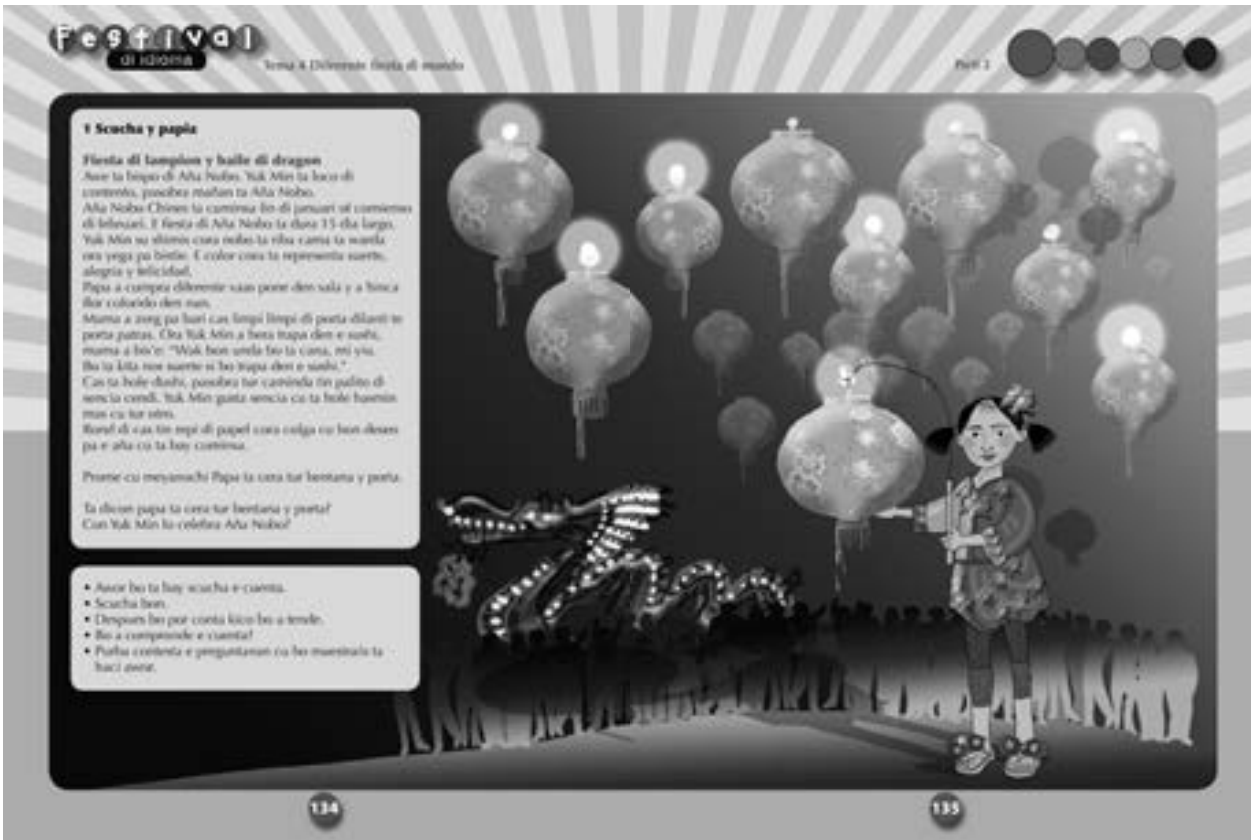 Festival
di idioma
Tema 4 Diferente fiesta di mundo
Parti 2
1 Scucha y papia
Fiesta di lampion y baile di dragon
Awe ta bispo di Aña Nobo. Yuk Min ta loco di
contento, pasobra mañan ta Aña Nobo.
Aña Nobo Chines ta cuminsa fin di januari of comienso
di februari. E fiesta di Aña Nobo ta dura 15 dia largo.
Yuk Min su shimis cora nobo ta riba cama ta warda
ora yega pa bistie. E color cora ta representa suerte,
alegria y felicidad.
Papa a cumpra diferente vaas pone den sala y a hinca
flor colorido den nan.
Mama a zorg pa bari cas limpi limpi di porta dilanti te
porta patras. Ora Yuk Min a bera trapa den e sushi,
mama a bis'e: "Wak bon unda bo ta cana, mi yiu.
Bo ta kita nos suerte si bo trapa den e sushi."
Cas ta hole dushi, pasobra tur caminda tin palito di
sencia cendi. Yuk Min gusta sencia cu ta hole hasmin
mas cu tur otro.
Rond di cas tin repi di papel cora colga cu bon deseo
pa e aña cu ta bay cuminsa.
Prome cu meyanochi Papa ta cera tur bentana y porta.
Ta dicon papa ta cera tur bentana y porta?
Con Yuk Min lo celebra Aña Nobo?
• Awor bo ta bay scucha e cuenta.
• Scucha bon.
• Despues bo por conta kico bo a tende.
• Bo a comprende e cuenta?
• Purba contesta e preguntanan cu bo maestra/o ta
haci awor.
134
135